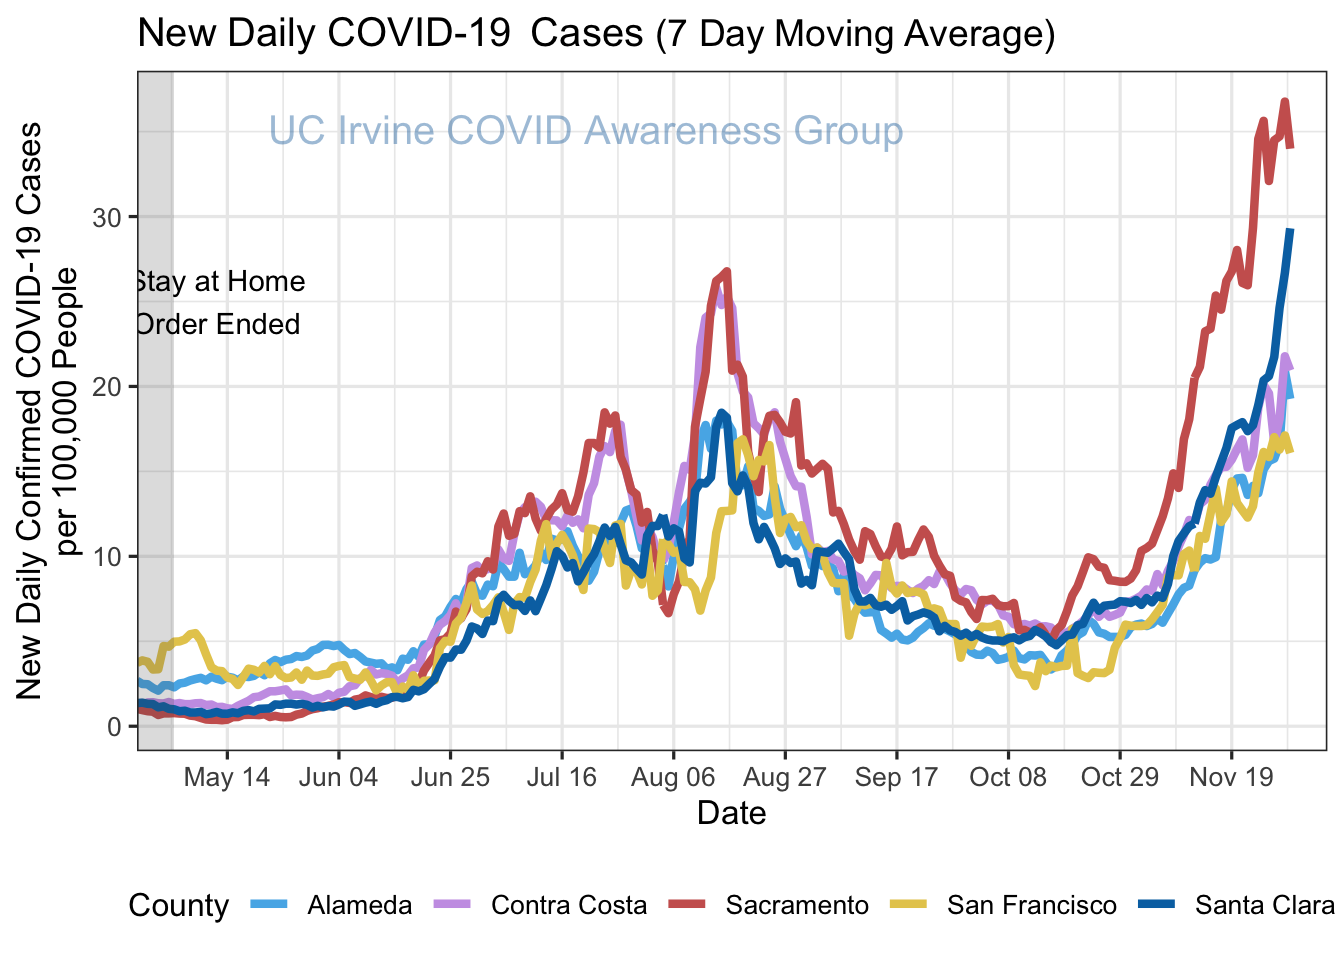 New Daily COVID-19 Cases (7 Day Moving Average)
UC Irvine COVID Awareness Group
Stay at Home
Order Ended
New Daily Confirmed COVID-19 Cases
per 100,000 People
30
20
10
0
May 14 Jun 04 Jun 25 Jul 16 Aug 06 Aug 27 Sep 17 Oct 08 Oct 29 Nov 19
Date
County Alameda Contra Costa Sacramento San Francisco Santa Clara